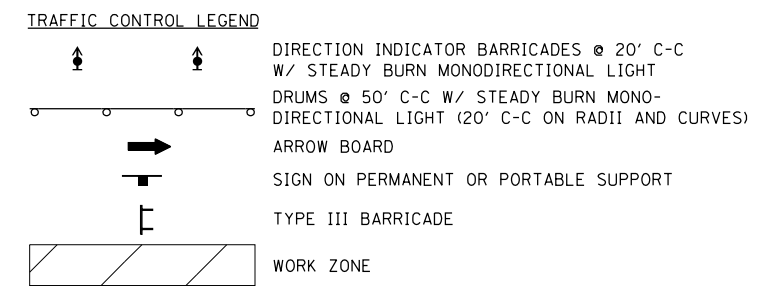 TRAFFIC CONTROL LEGEND
DIRECTION INDICATOR BARRICADES @ 20' C-C
W/ STEADY BURN MONODIRECTIONAL LIGHT
DRUMS @ 50' C-C W/ STEADY BURN MONO-
DIRECTIONAL LIGHT (20' C-C ON RADII AND CURVES)
ARROW BOARD
SIGN ON PERMANENT OR PORTABLE SUPPORT
TYPE III BARRICADE
WORK ZONE